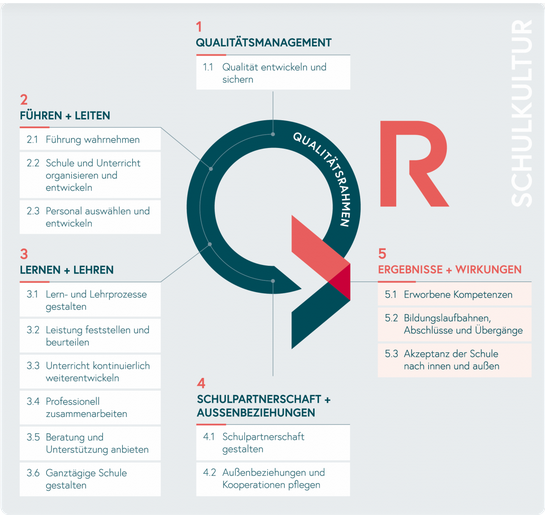 1
QUALITÄTSMANAGEMENT
1.1 Qualität entwickeln und
sichern
2
FÜHREN + LEITEN
2.1 Führung wahrnehmen
2.2 Schule und Unterricht
organisieren und
entwickeln
2.3 Personal auswählen und
entwickeln
3
LERNEN + LEHREN
3.1 Lern- und Lehrprozesse
gestalten
3.2 Leistung feststellen und
beurteilen
3.3 Unterricht kontinuierlich
weiterentwickeln
3.4 Professionell
zusammenarbeiten
3.5 Beratung und
Unterstützung anbieten
3.6 Ganztägige Schule
gestalten
QUALITÄTSRAHMEN
R
4
SCHULPARTNERSCHAFT +
AUSSENBEZIEHUNGEN
4.1 Schulpartnerschaft
gestalten
4.2 Außenbeziehungen und
Kooperationen pflegen
5
ERGEBNISSE + WIRKUNGEN
5.1 Erworbene Kompetenzen
5.2 Bildungslaufbahnen,
Abschlüsse und Übergänge
5.3 Akzeptanz der Schule
nach innen und außen
SCHULKULTUR